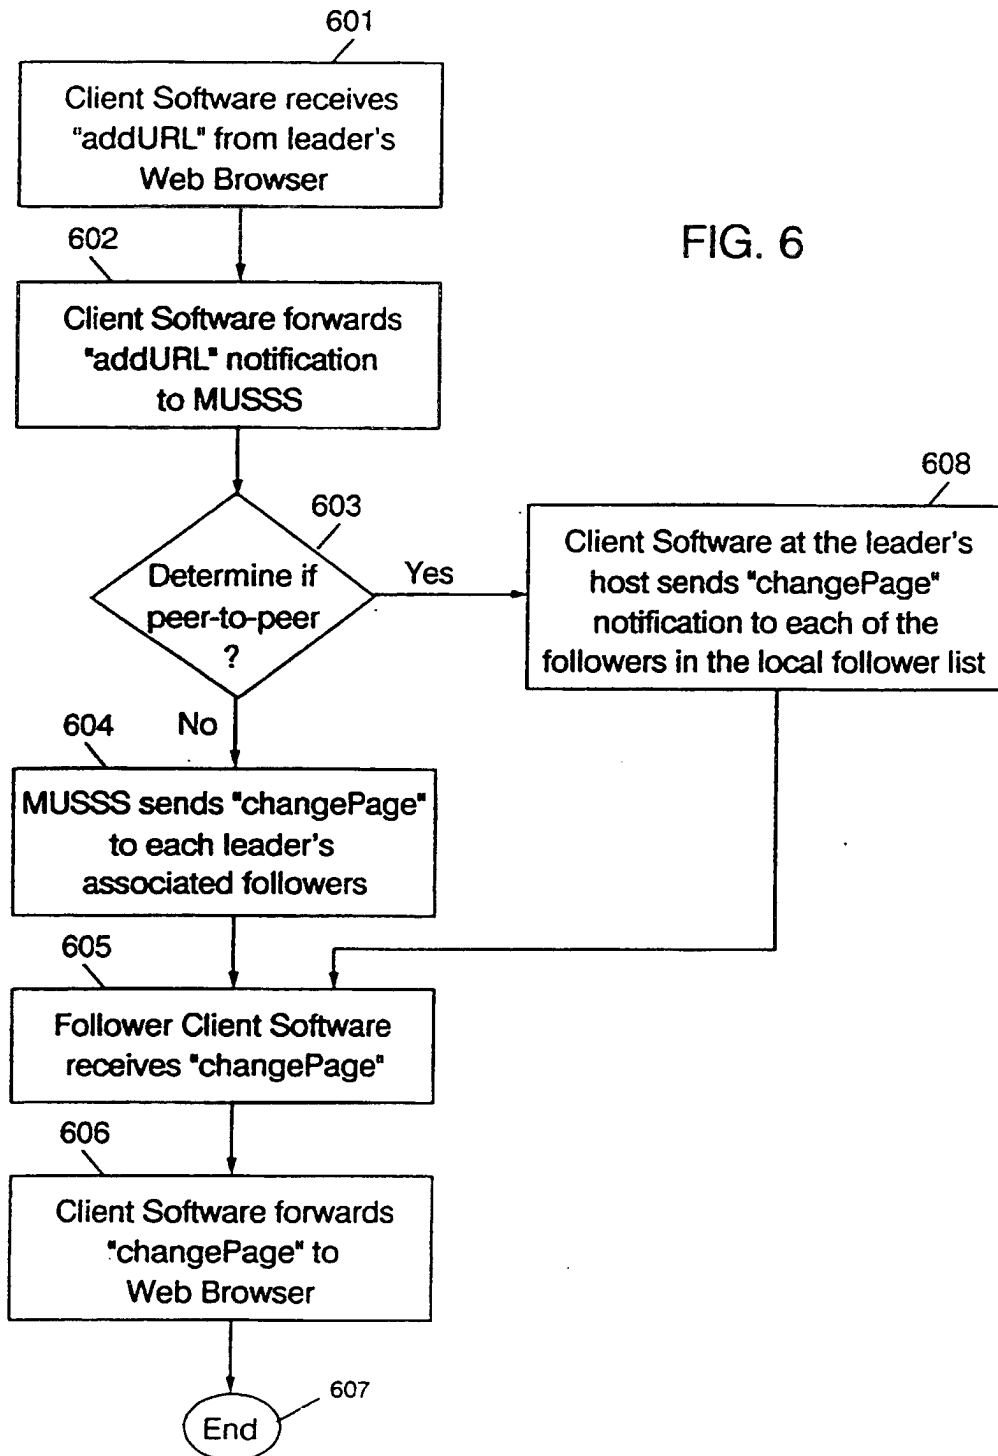 601
Client Software receives
"addURL" from leader's
Web Browser
FIG. 6
602
Client Software forwards
"addURL" notification
to MUSSS
603
Determine if
peer-to-peer
?
Yes
No
608
Client Software at the leader's
host sends "changePage"
notification to each of the
followers in the local follower list
604
MUSSS sends "changePage"
to each leader's
associated followers
605
Follower Client Software
receives "changePage"
606
Client Software forwards
"changePage" to
Web Browser
607
End